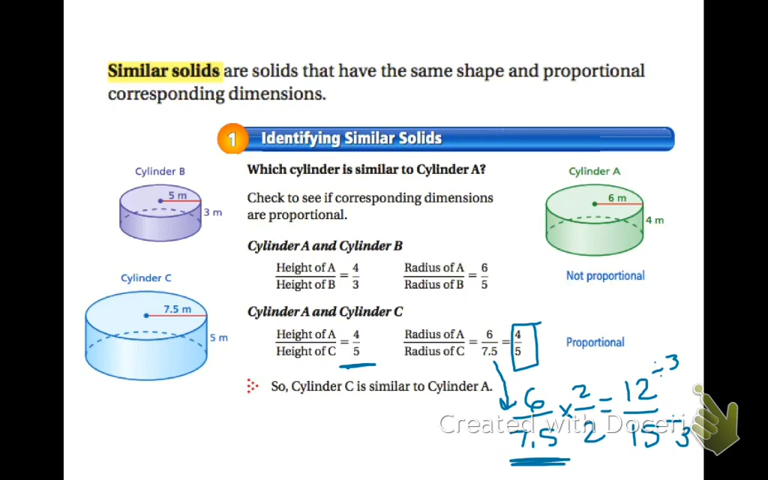 Similar solids are solids that have the same shape and proportional
corresponding dimensions.
1 Identifying Similar Solids
Cylinder B
5 m
3 m
Cylinder C
7.5 m
5 m
Which cylinder is similar to Cylinder A?
Check to see if corresponding dimensions
are proportional.
Cylinder A and Cylinder B
Height of A / Height of B = 4/3 Radius of A / Radius of B = 6/5
Not proportional
Cylinder A and Cylinder C
Height of A / Height of C = 4/5 Radius of A / Radius of C = 6/7.5 = 4/5
Proportional
So, Cylinder C is similar to Cylinder A.
Cylinder A
6 m
4 m
6/7.5 × 2/2 = 12/15 ÷3 ÷3
Created with Doceri